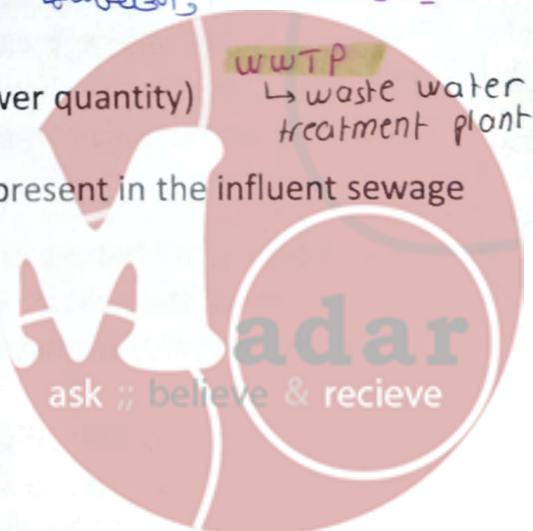 WWTP
ver quantity)
↳ waste water
treatment plant
present in the influent sewage
adar
ask ;; believe & recieve